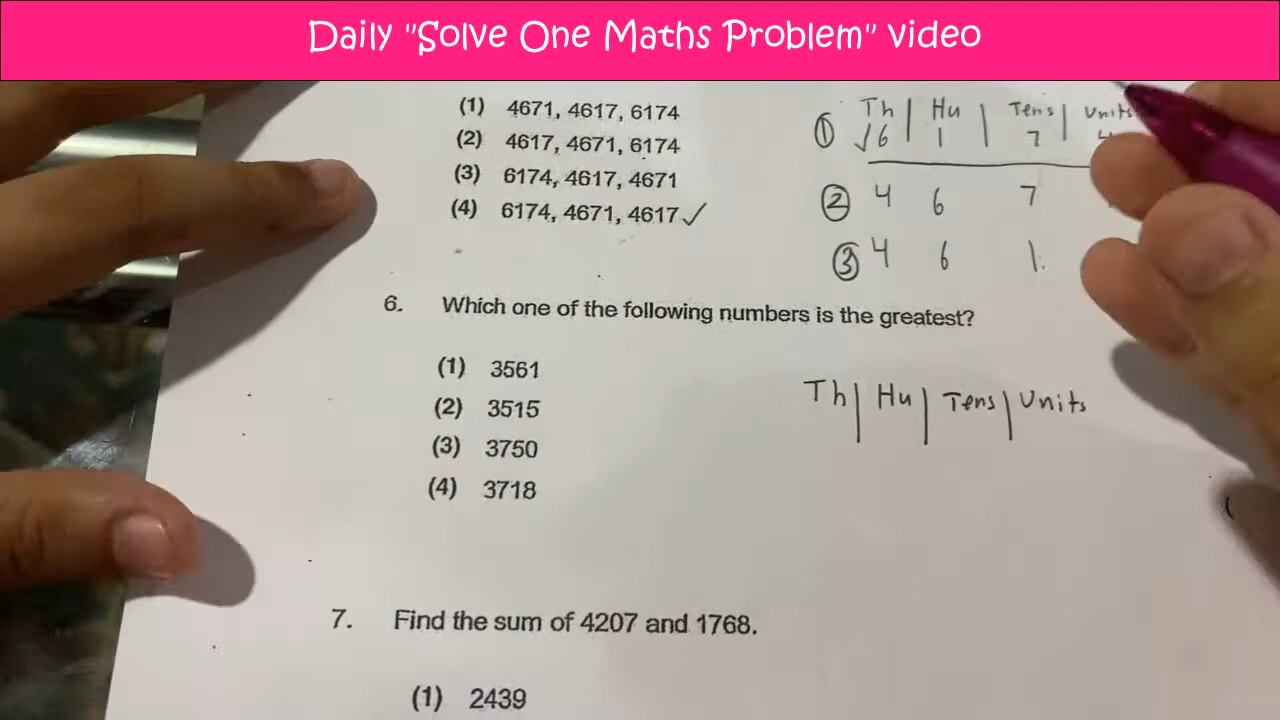 Daily "Solve One Maths Problem" video
(1) 4671, 4617, 6174
(2) 4617, 4671, 6174
(3) 6174, 4617, 4671
(4) 6174, 4671, 4617 ✓
Th | Hu | Tens | Units
① √6 1 7
② 4 6 7
③ 4 6 1
6. Which one of the following numbers is the greatest?
(1) 3561
(2) 3515
(3) 3750
(4) 3718
Th | Hu | Tens | Units
7. Find the sum of 4207 and 1768.
(1) 2439